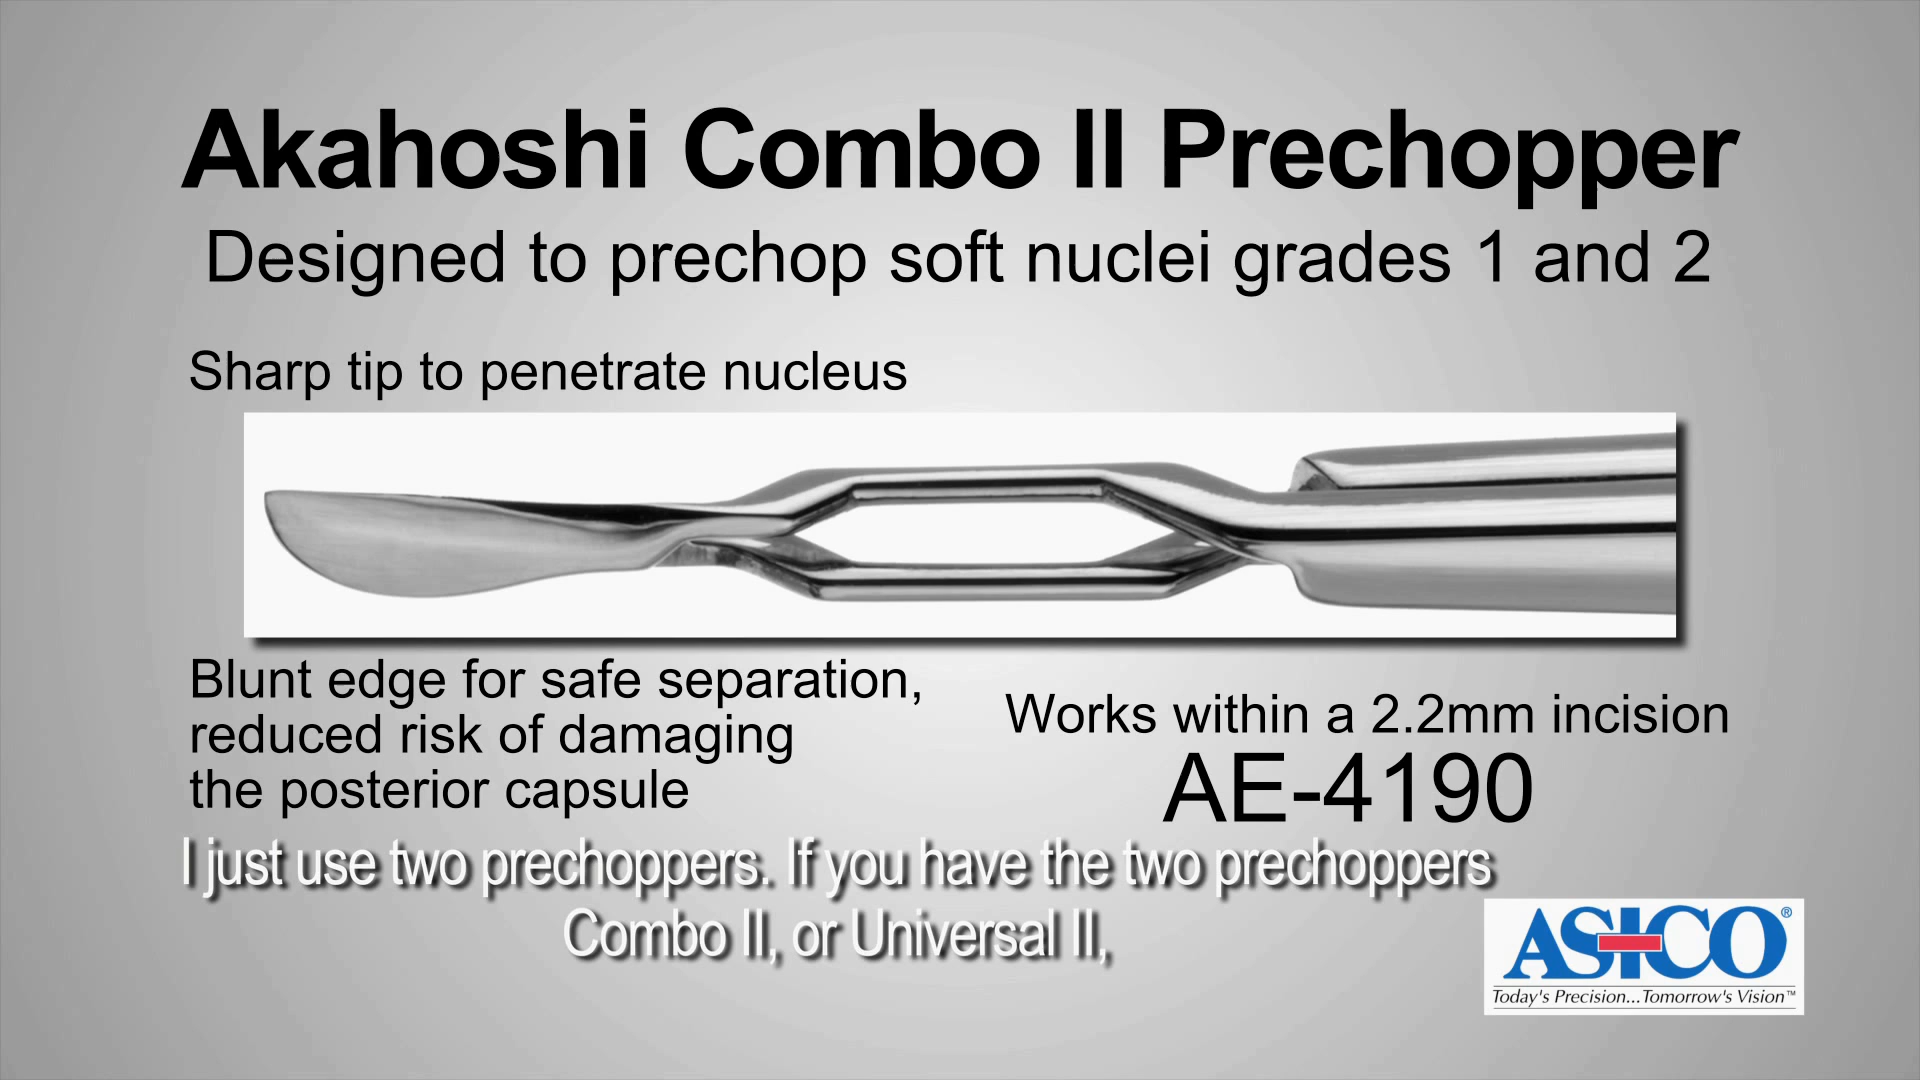 Akahoshi Combo II Prechopper
Designed to prechop soft nuclei grades 1 and 2
Sharp tip to penetrate nucleus
Blunt edge for safe separation,
reduced risk of damaging
the posterior capsule
Works within a 2.2mm incision
AE-4190
I just use two prechoppers. If you have the two prechoppers
Combo II, or Universal II,
ASICO®
Today's Precision...Tomorrow's Vision™